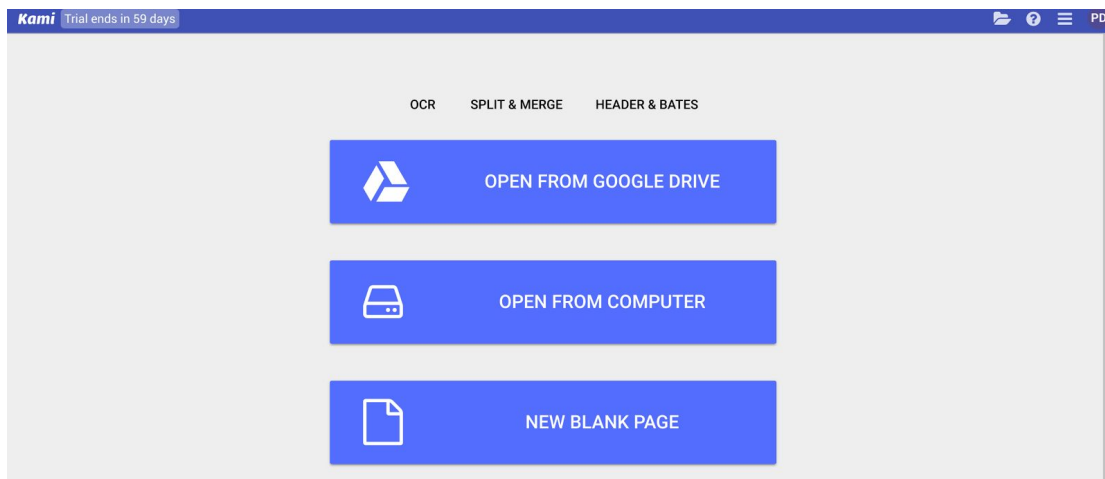 Kami Trial ends in 59 days PD
OCR SPLIT & MERGE HEADER & BATES
OPEN FROM GOOGLE DRIVE
OPEN FROM COMPUTER
NEW BLANK PAGE